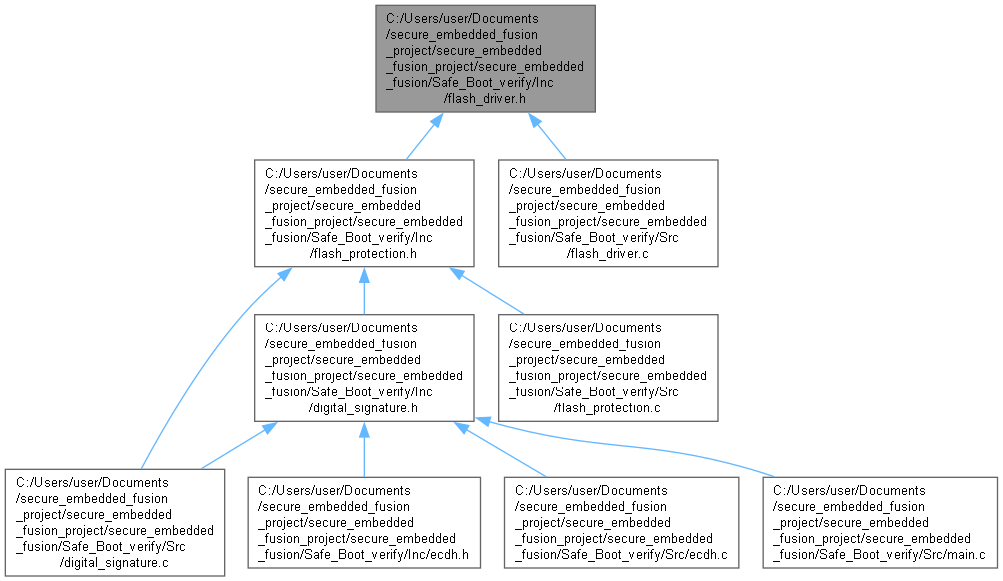 C:/Users/user/Documents
/secure_embedded_fusion
_project/secure_embedded
_fusion_project/secure_embedded
_fusion/Safe_Boot_verify/Inc
/flash_driver.h
C:/Users/user/Documents
/secure_embedded_fusion
_project/secure_embedded
_fusion_project/secure_embedded
_fusion/Safe_Boot_verify/Inc
/flash_protection.h
C:/Users/user/Documents
/secure_embedded_fusion
_project/secure_embedded
_fusion_project/secure_embedded
_fusion/Safe_Boot_verify/Src
/flash_driver.c
C:/Users/user/Documents
/secure_embedded_fusion
_project/secure_embedded
_fusion_project/secure_embedded
_fusion/Safe_Boot_verify/Inc
/digital_signature.h
C:/Users/user/Documents
/secure_embedded_fusion
_project/secure_embedded
_fusion_project/secure_embedded
_fusion/Safe_Boot_verify/Src
/flash_protection.c
C:/Users/user/Documents
/secure_embedded_fusion
_project/secure_embedded
_fusion_project/secure_embedded
_fusion/Safe_Boot_verify/Src
/digital_signature.c
C:/Users/user/Documents
/secure_embedded_fusion
_project/secure_embedded
_fusion_project/secure_embedded
_fusion/Safe_Boot_verify/Inc/ecdh.h
C:/Users/user/Documents
/secure_embedded_fusion
_project/secure_embedded
_fusion_project/secure_embedded
_fusion/Safe_Boot_verify/Src/ecdh.c
C:/Users/user/Documents
/secure_embedded_fusion
_project/secure_embedded
_fusion_project/secure_embedded
_fusion/Safe_Boot_verify/Src/main.c